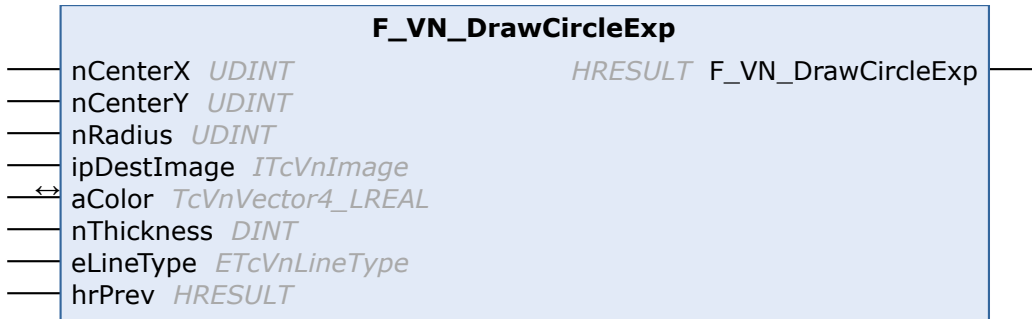 F_VN_DrawCircleExp
nCenterX UDINT HRESULT F_VN_DrawCircleExp
nCenterY UDINT
nRadius UDINT
ipDestImage ITcVnImage
aColor TcVnVector4_LREAL
nThickness DINT
eLineType ETcVnLineType
hrPrev HRESULT